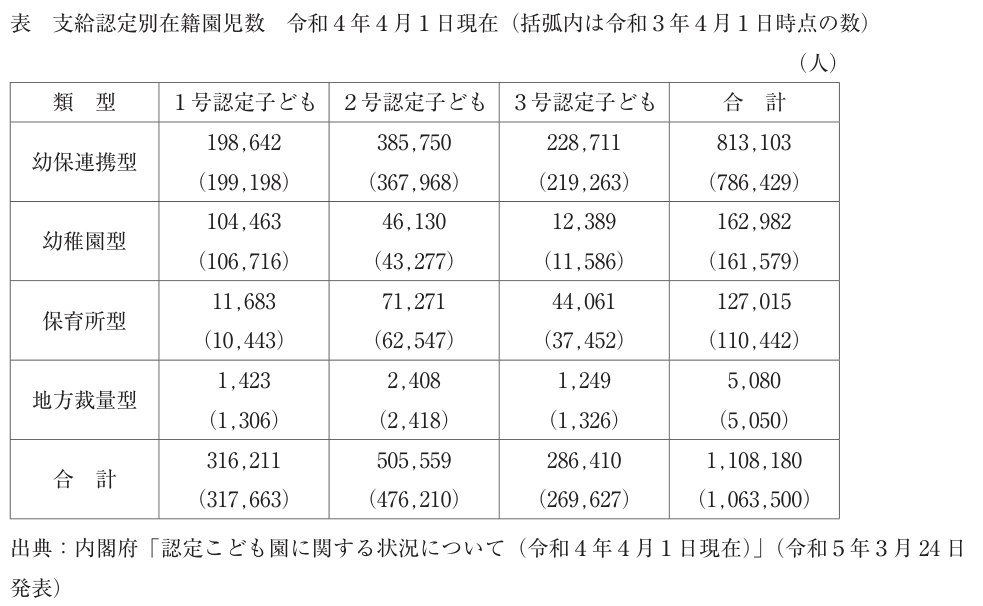 表　支給認定別在籍園児数　令和４年４月１日現在（括弧内は令和３年４月１日時点の数）
（人）
類　型　１号認定子ども　２号認定子ども　３号認定子ども　合　計
幼保連携型　198,642　385,750　228,711　813,103
(199,198)　(367,968)　(219,263)　(786,429)
幼稚園型　104,463　46,130　12,389　162,982
(106,716)　(43,277)　(11,586)　(161,579)
保育所型　11,683　71,271　44,061　127,015
(10,443)　(62,547)　(37,452)　(110,442)
地方裁量型　1,423　2,408　1,249　5,080
(1,306)　(2,418)　(1,326)　(5,050)
合　計　316,211　505,559　286,410　1,108,180
(317,663)　(476,210)　(269,627)　(1,063,500)
出典：内閣府「認定こども園に関する状況について（令和４年４月１日現在）」（令和５年３月 24 日
発表）